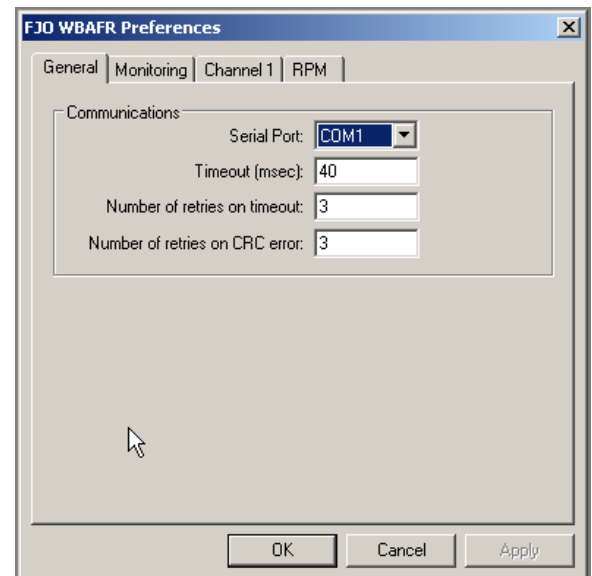 FJO WBAFR Preferences
General Monitoring Channel 1 RPM
Communications
Serial Port: COM1
Timeout (msec): 40
Number of retries on timeout: 3
Number of retries on CRC error: 3
OK Cancel Apply